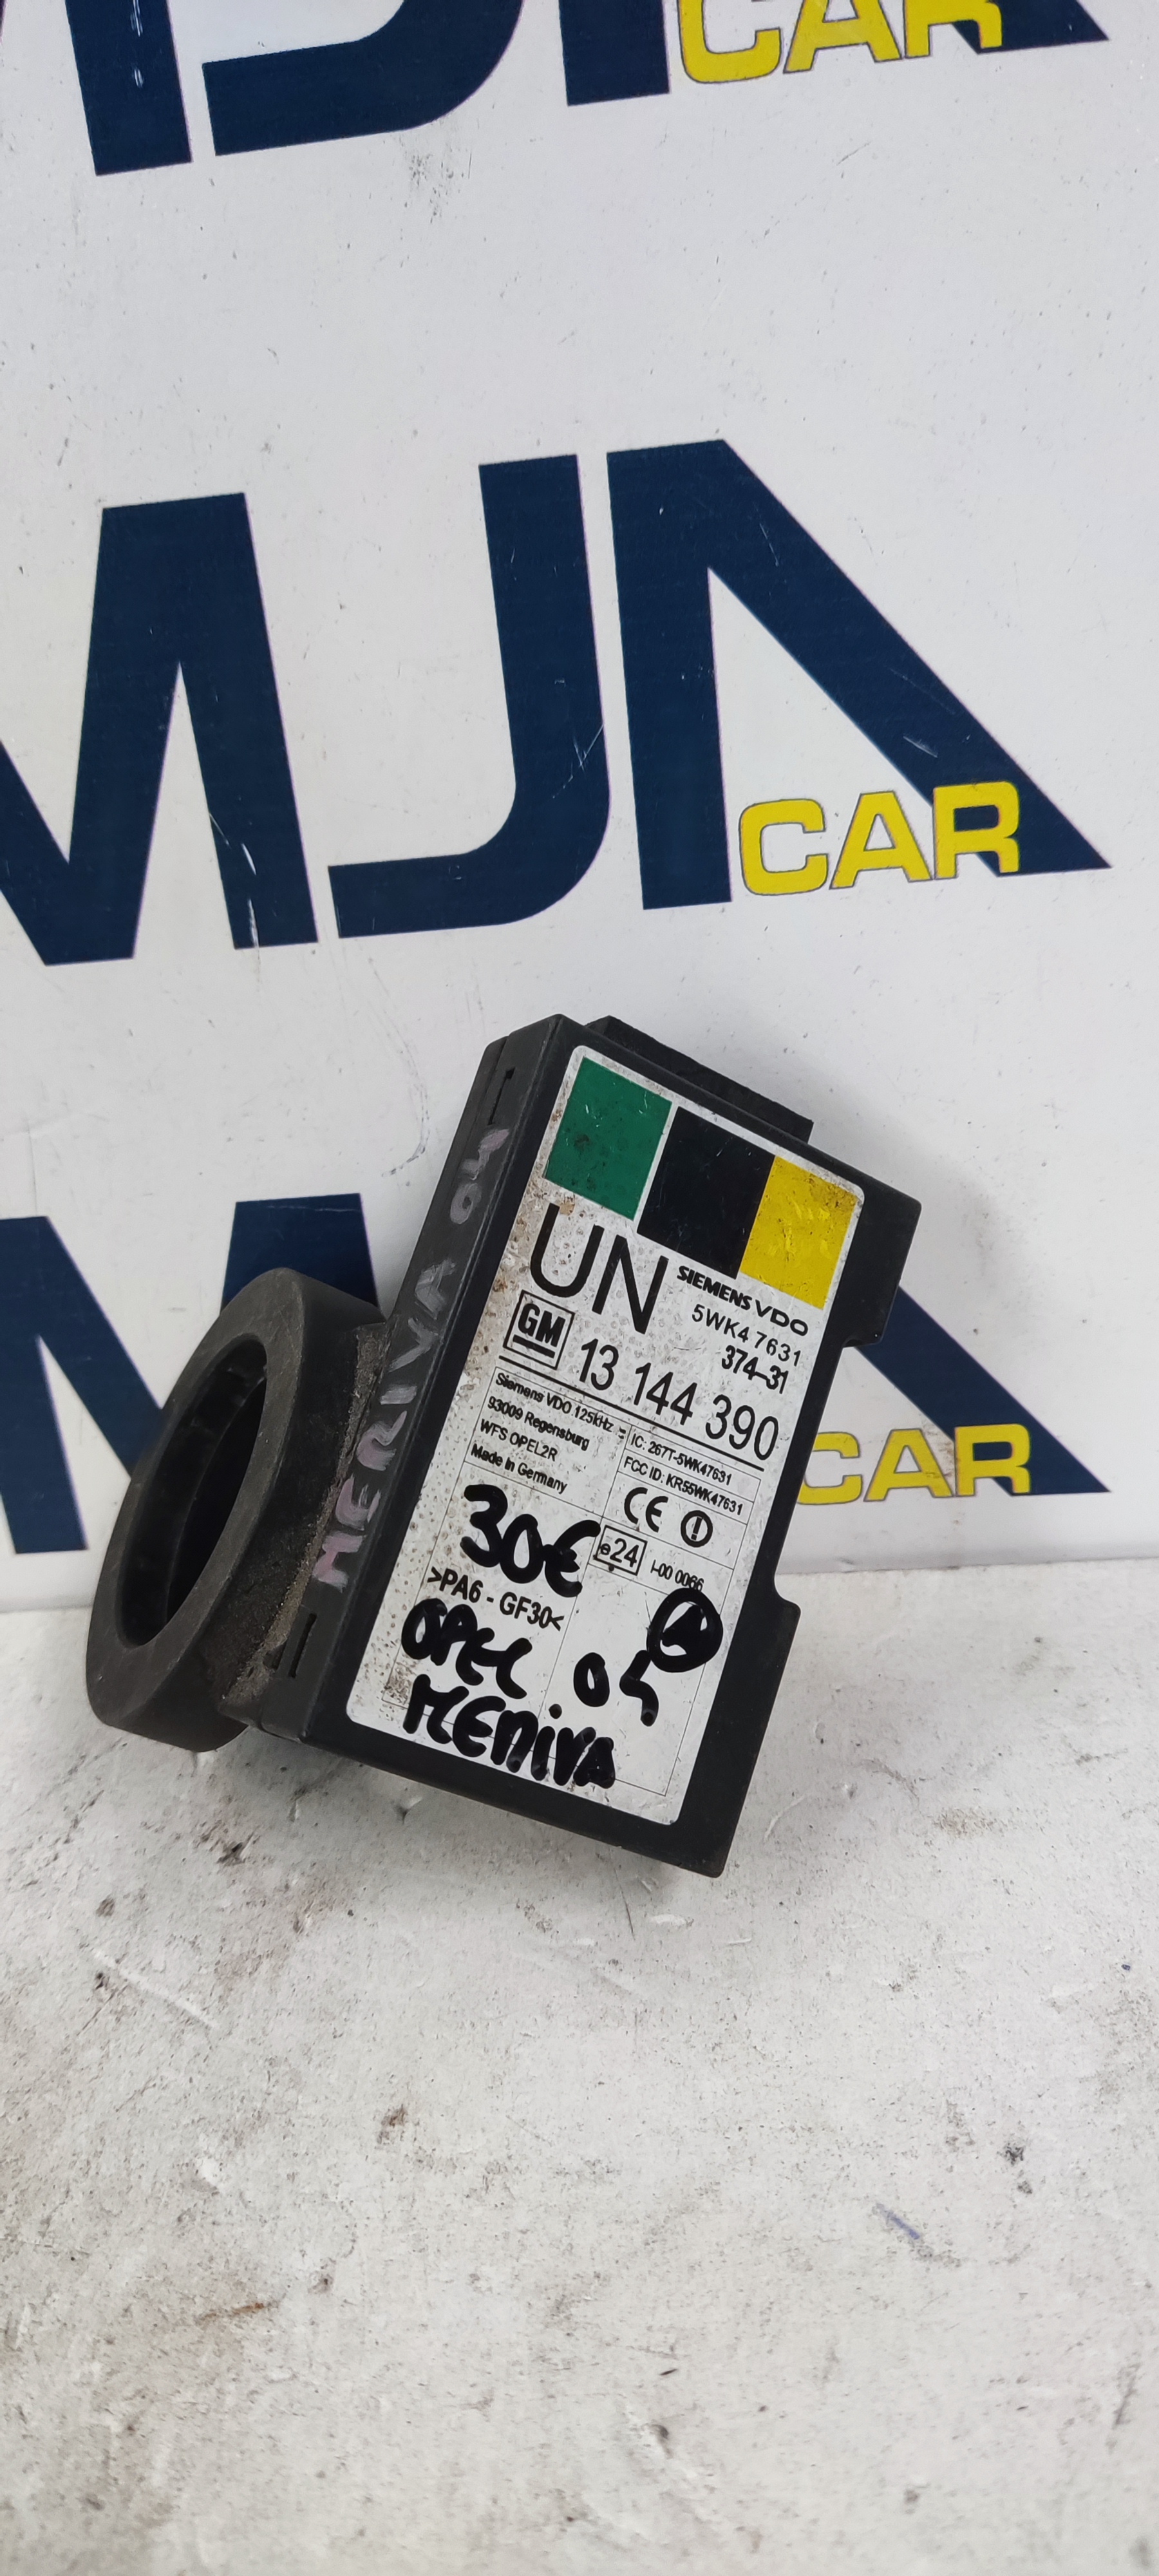 CAR
MJA
CAR
CAR
MERIVA 04
UN
SIEMENS VDO
5WK4 7631
374-31
GM
13 144 390
Siemens VDO 125kHz
93009 Regensburg
WFS OPEL2R
Made in Germany
IC: 267T-5WK47631
FCC ID: KR55WK47631
CE
30€
e24
I-00 0066
>PA6 - GF30<
OPEL
MERIVA